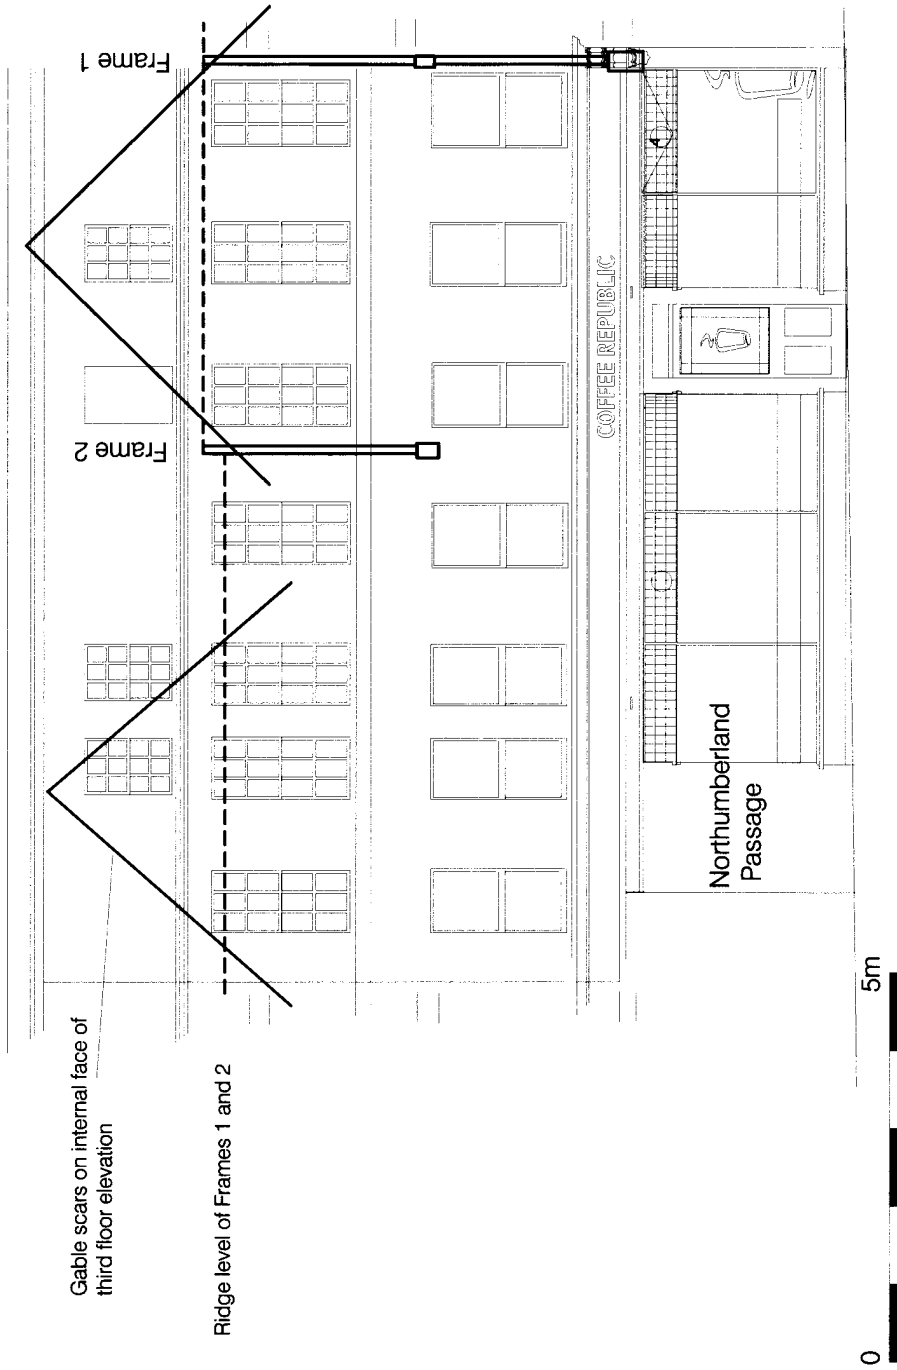 Gable scars on internal face of
third floor elevation
Ridge level of Frames 1 and 2
Frame 2
Frame 1
COFFEE REPUBLIC
Northumberland
Passage
0
5m